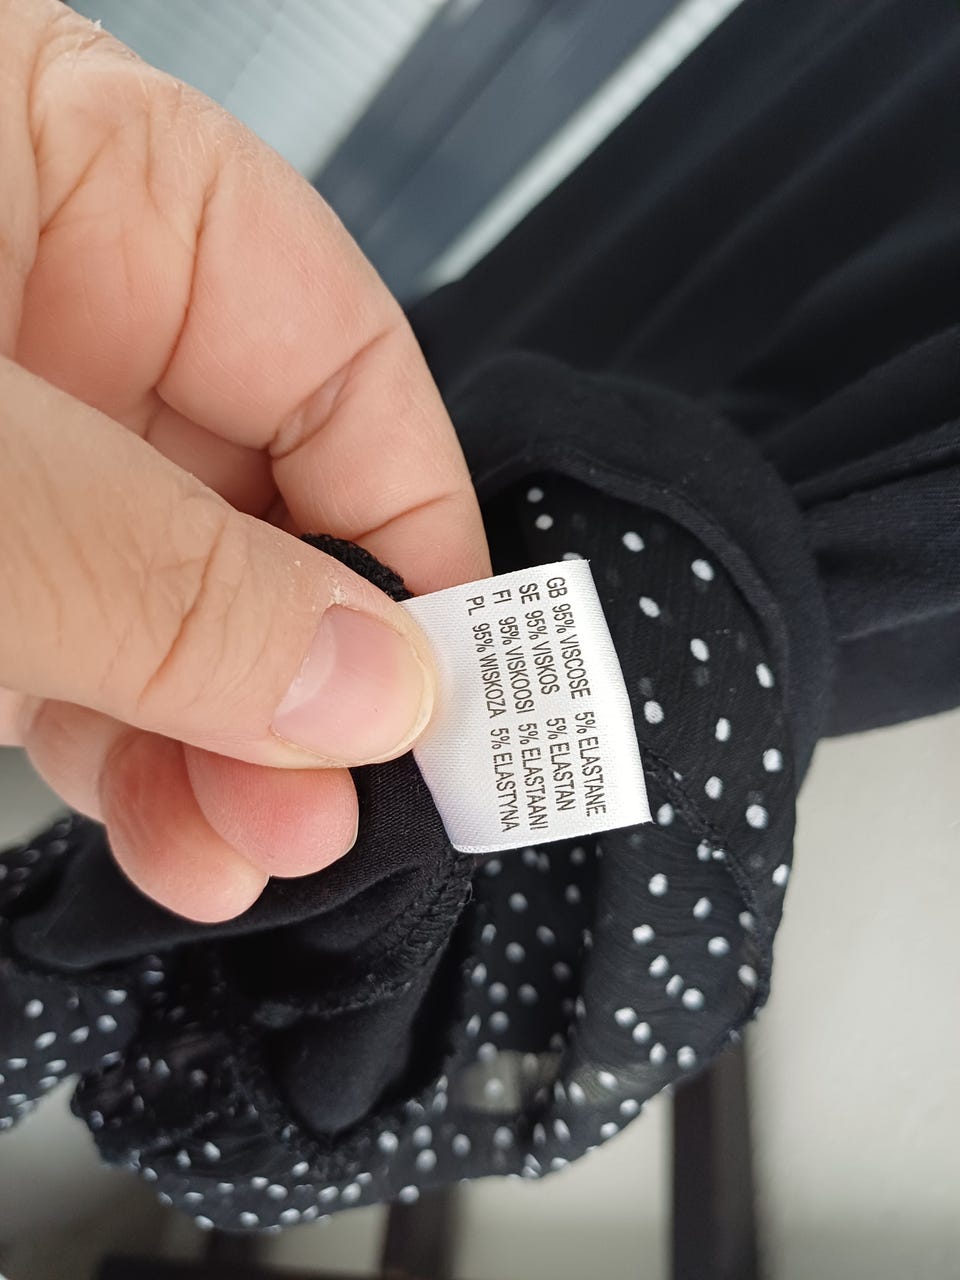 GB 95% VISCOSE 5% ELASTANE
SE 95% VISKOS 5% ELASTAN
FI 95% VISKOOSI 5% ELASTAANI
PL 95% WISKOZA 5% ELASTYNA